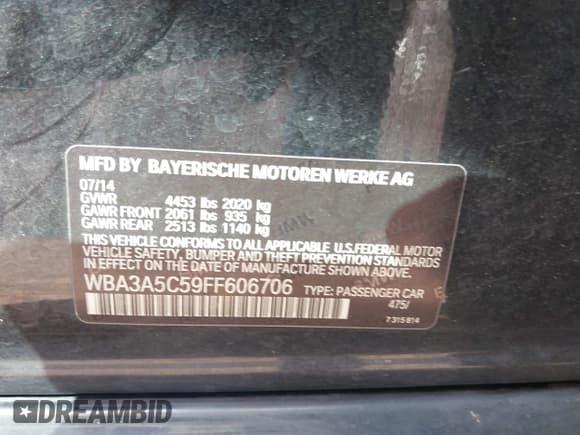 MFD BY BAYERISCHE MOTOREN WERKE AG
07/14
GVWR 4453 lbs 2020 kg
GAWR FRONT 2061 lbs 935 kg
GAWR REAR 2513 lbs 1140 kg
THIS VEHICLE CONFORMS TO ALL APPLICABLE U.S.FEDERAL MOTOR
VEHICLE SAFETY, BUMPER AND THEFT PREVENTION STANDARDS
IN EFFECT ON THE DATE OF MANUFACTURE SHOWN ABOVE.
WBA3A5C59FF606706 TYPE: PASSENGER CAR
475/
7 315 814
DREAMBID